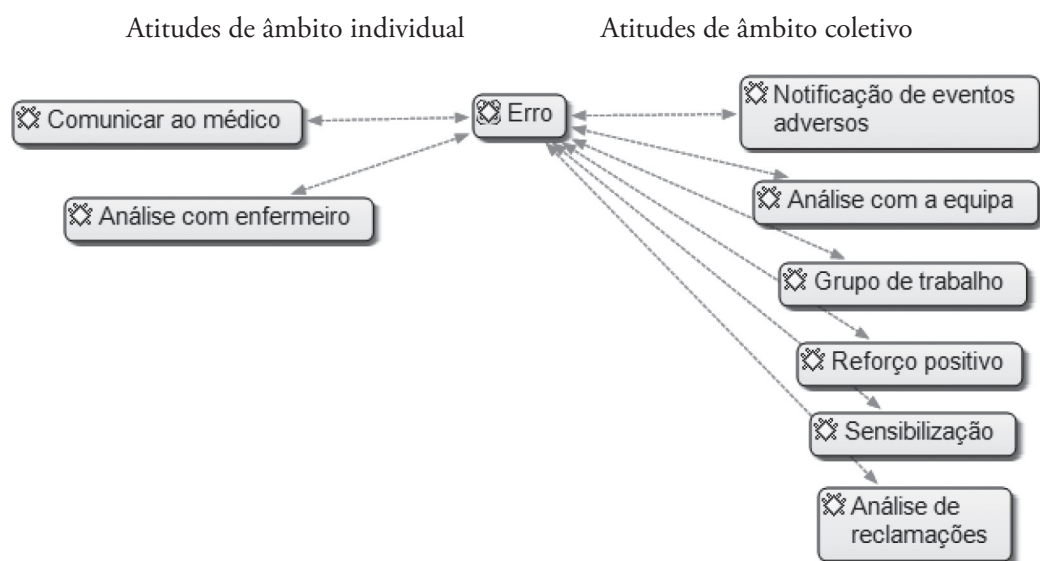 Atitudes de âmbito individual
Atitudes de âmbito coletivo
Comunicar ao médico
Análise com enfermeiro
Erro
Notificação de eventos
adversos
Análise com a equipa
Grupo de trabalho
Reforço positivo
Sensibilização
Análise de
reclamações